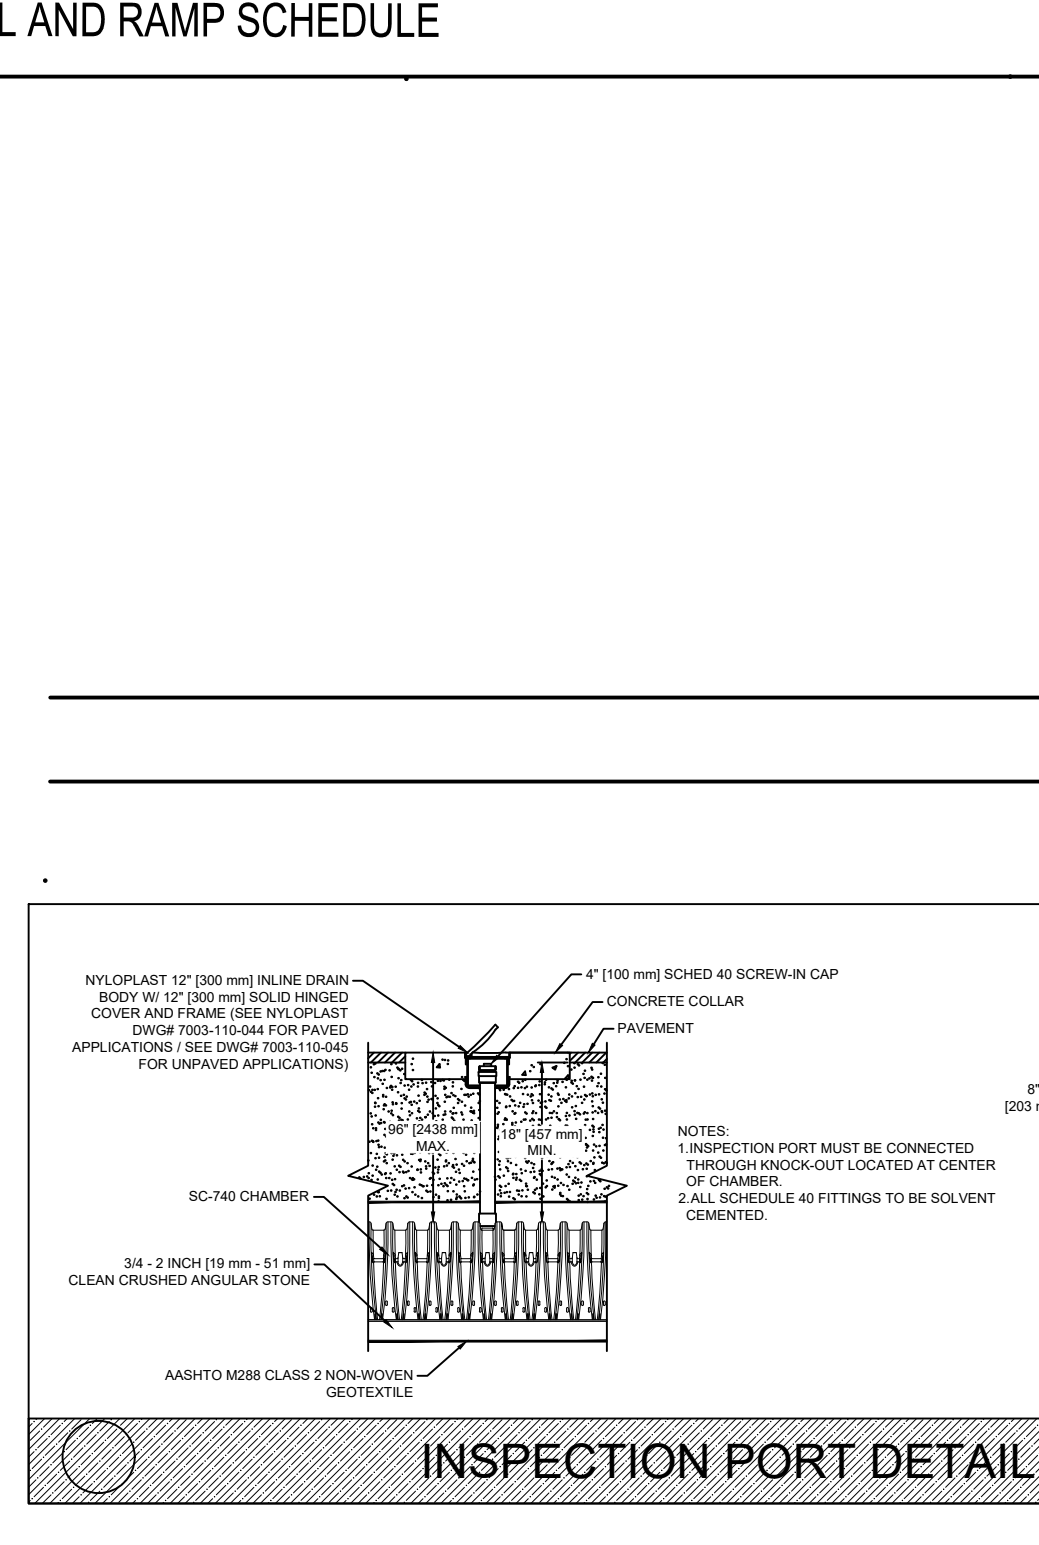 L AND RAMP SCHEDULE
NYLOPLAST 12" [300 mm] INLINE DRAIN
BODY W/ 12" [300 mm] SOLID HINGED
COVER AND FRAME (SEE NYLOPLAST
DWG# 7003-110-044 FOR PAVED
APPLICATIONS / SEE DWG# 7003-110-045
FOR UNPAVED APPLICATIONS)
4" [100 mm] SCHED 40 SCREW-IN CAP
CONCRETE COLLAR
PAVEMENT
8"
[203 m
96" [2438 mm]
MAX.
18" [457 mm]
MIN.
NOTES:
1.INSPECTION PORT MUST BE CONNECTED
THROUGH KNOCK-OUT LOCATED AT CENTER
OF CHAMBER.
2.ALL SCHEDULE 40 FITTINGS TO BE SOLVENT
CEMENTED.
SC-740 CHAMBER
3/4 - 2 INCH [19 mm - 51 mm]
CLEAN CRUSHED ANGULAR STONE
AASHTO M288 CLASS 2 NON-WOVEN
GEOTEXTILE
INSPECTION PORT DETAIL